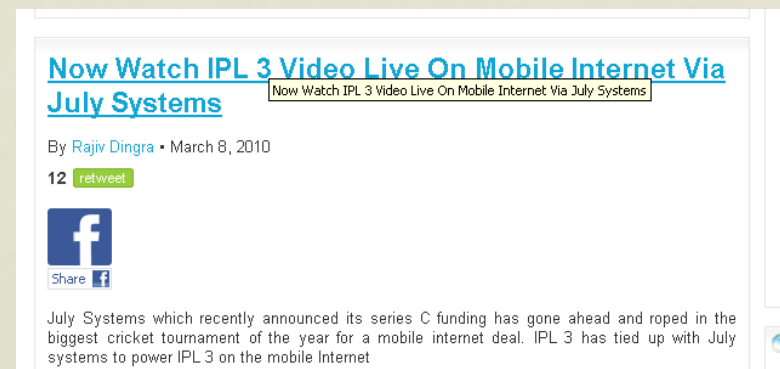 Now Watch IPL 3 Video Live On Mobile Internet Via
July Systems
Now Watch IPL 3 Video Live On Mobile Internet Via July Systems
By Rajiv Dingra • March 8, 2010
12 retweet
f
Share f
July Systems which recently announced its series C funding has gone ahead and roped in the
biggest cricket tournament of the year for a mobile internet deal. IPL 3 has tied up with July
systems to power IPL 3 on the mobile Internet